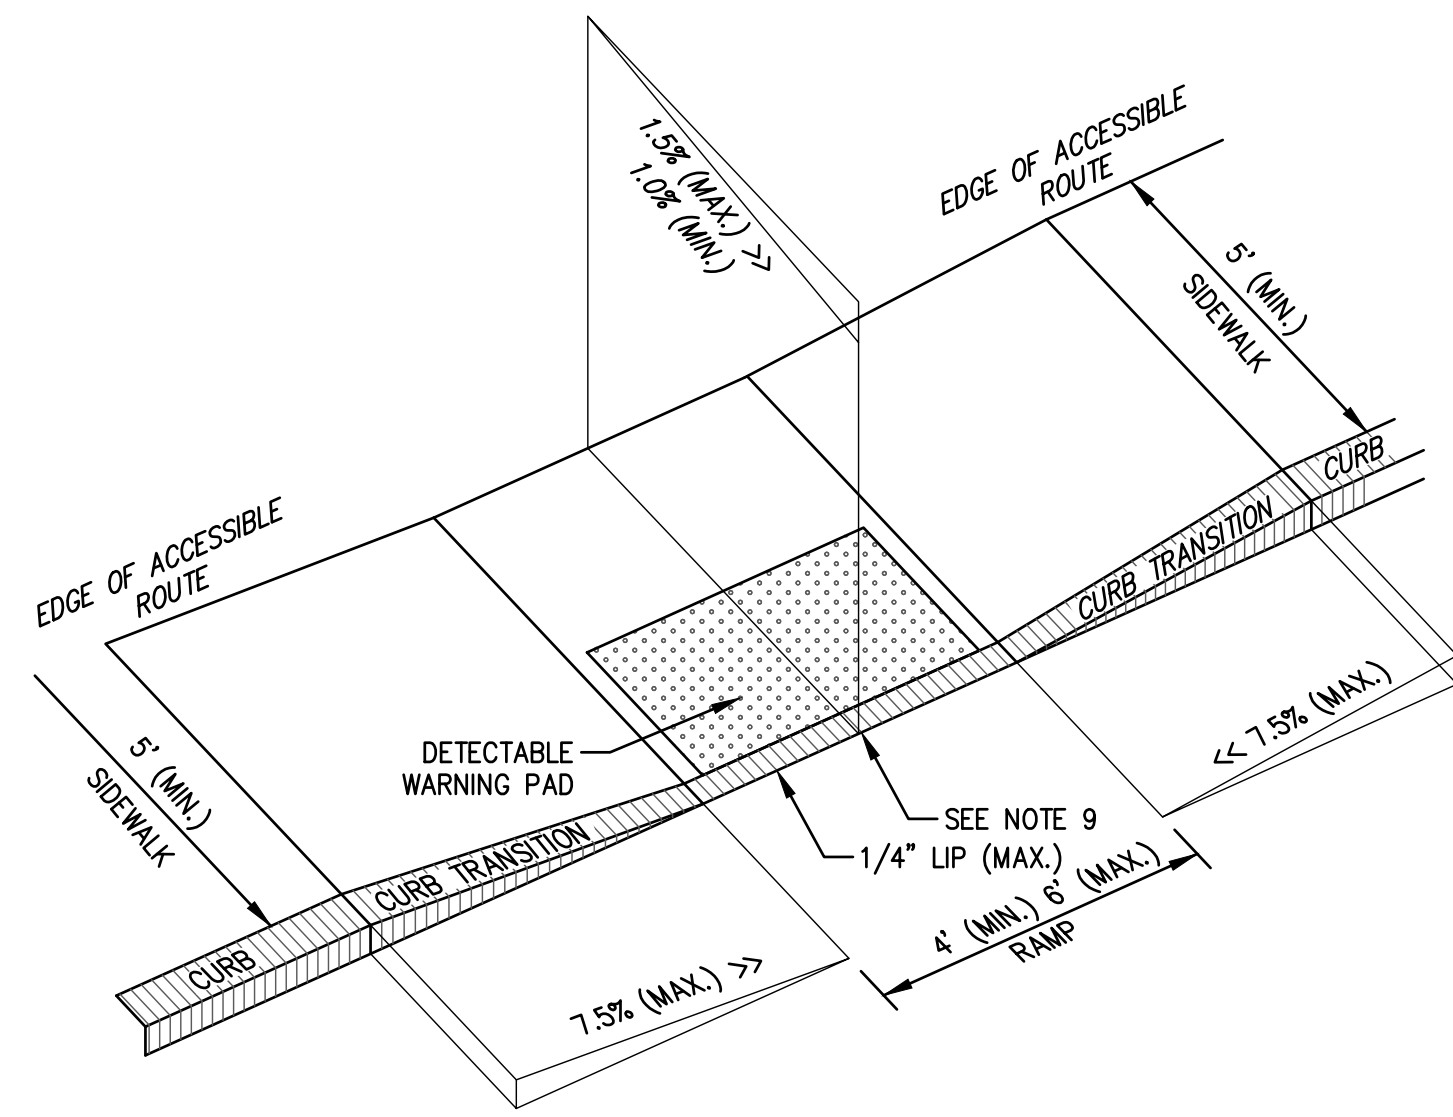 1.5% (MAX.) >>
1.0% (MIN.)
EDGE OF ACCESSIBLE
ROUTE
5' (MIN.)
SIDEWALK
CURB
CURB TRANSITION
EDGE OF ACCESSIBLE
ROUTE
5' (MIN.)
SIDEWALK
DETECTABLE
WARNING PAD
<< 7.5% (MAX.)
SEE NOTE 9
1/4" LIP (MAX.)
4' (MIN.) 6' (MAX.)
RAMP
CURB TRANSITION
CURB
7.5% (MAX.) >>